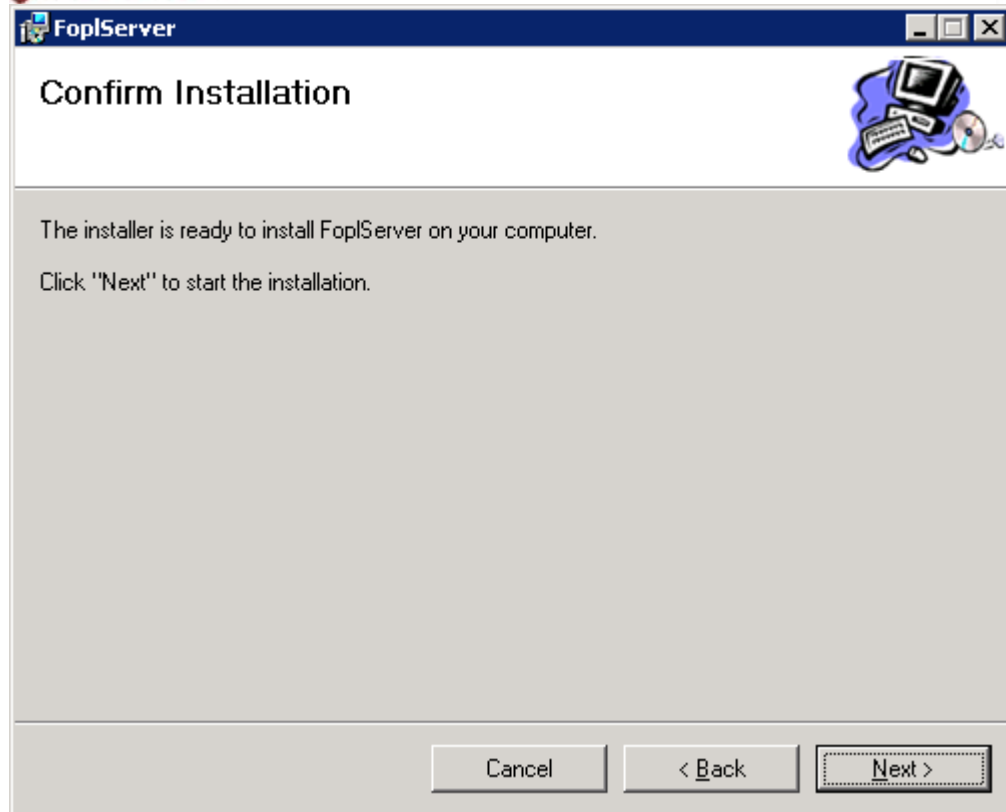 FoplServer
Confirm Installation
The installer is ready to install FoplServer on your computer.
Click "Next" to start the installation.
Cancel
< Back
Next >